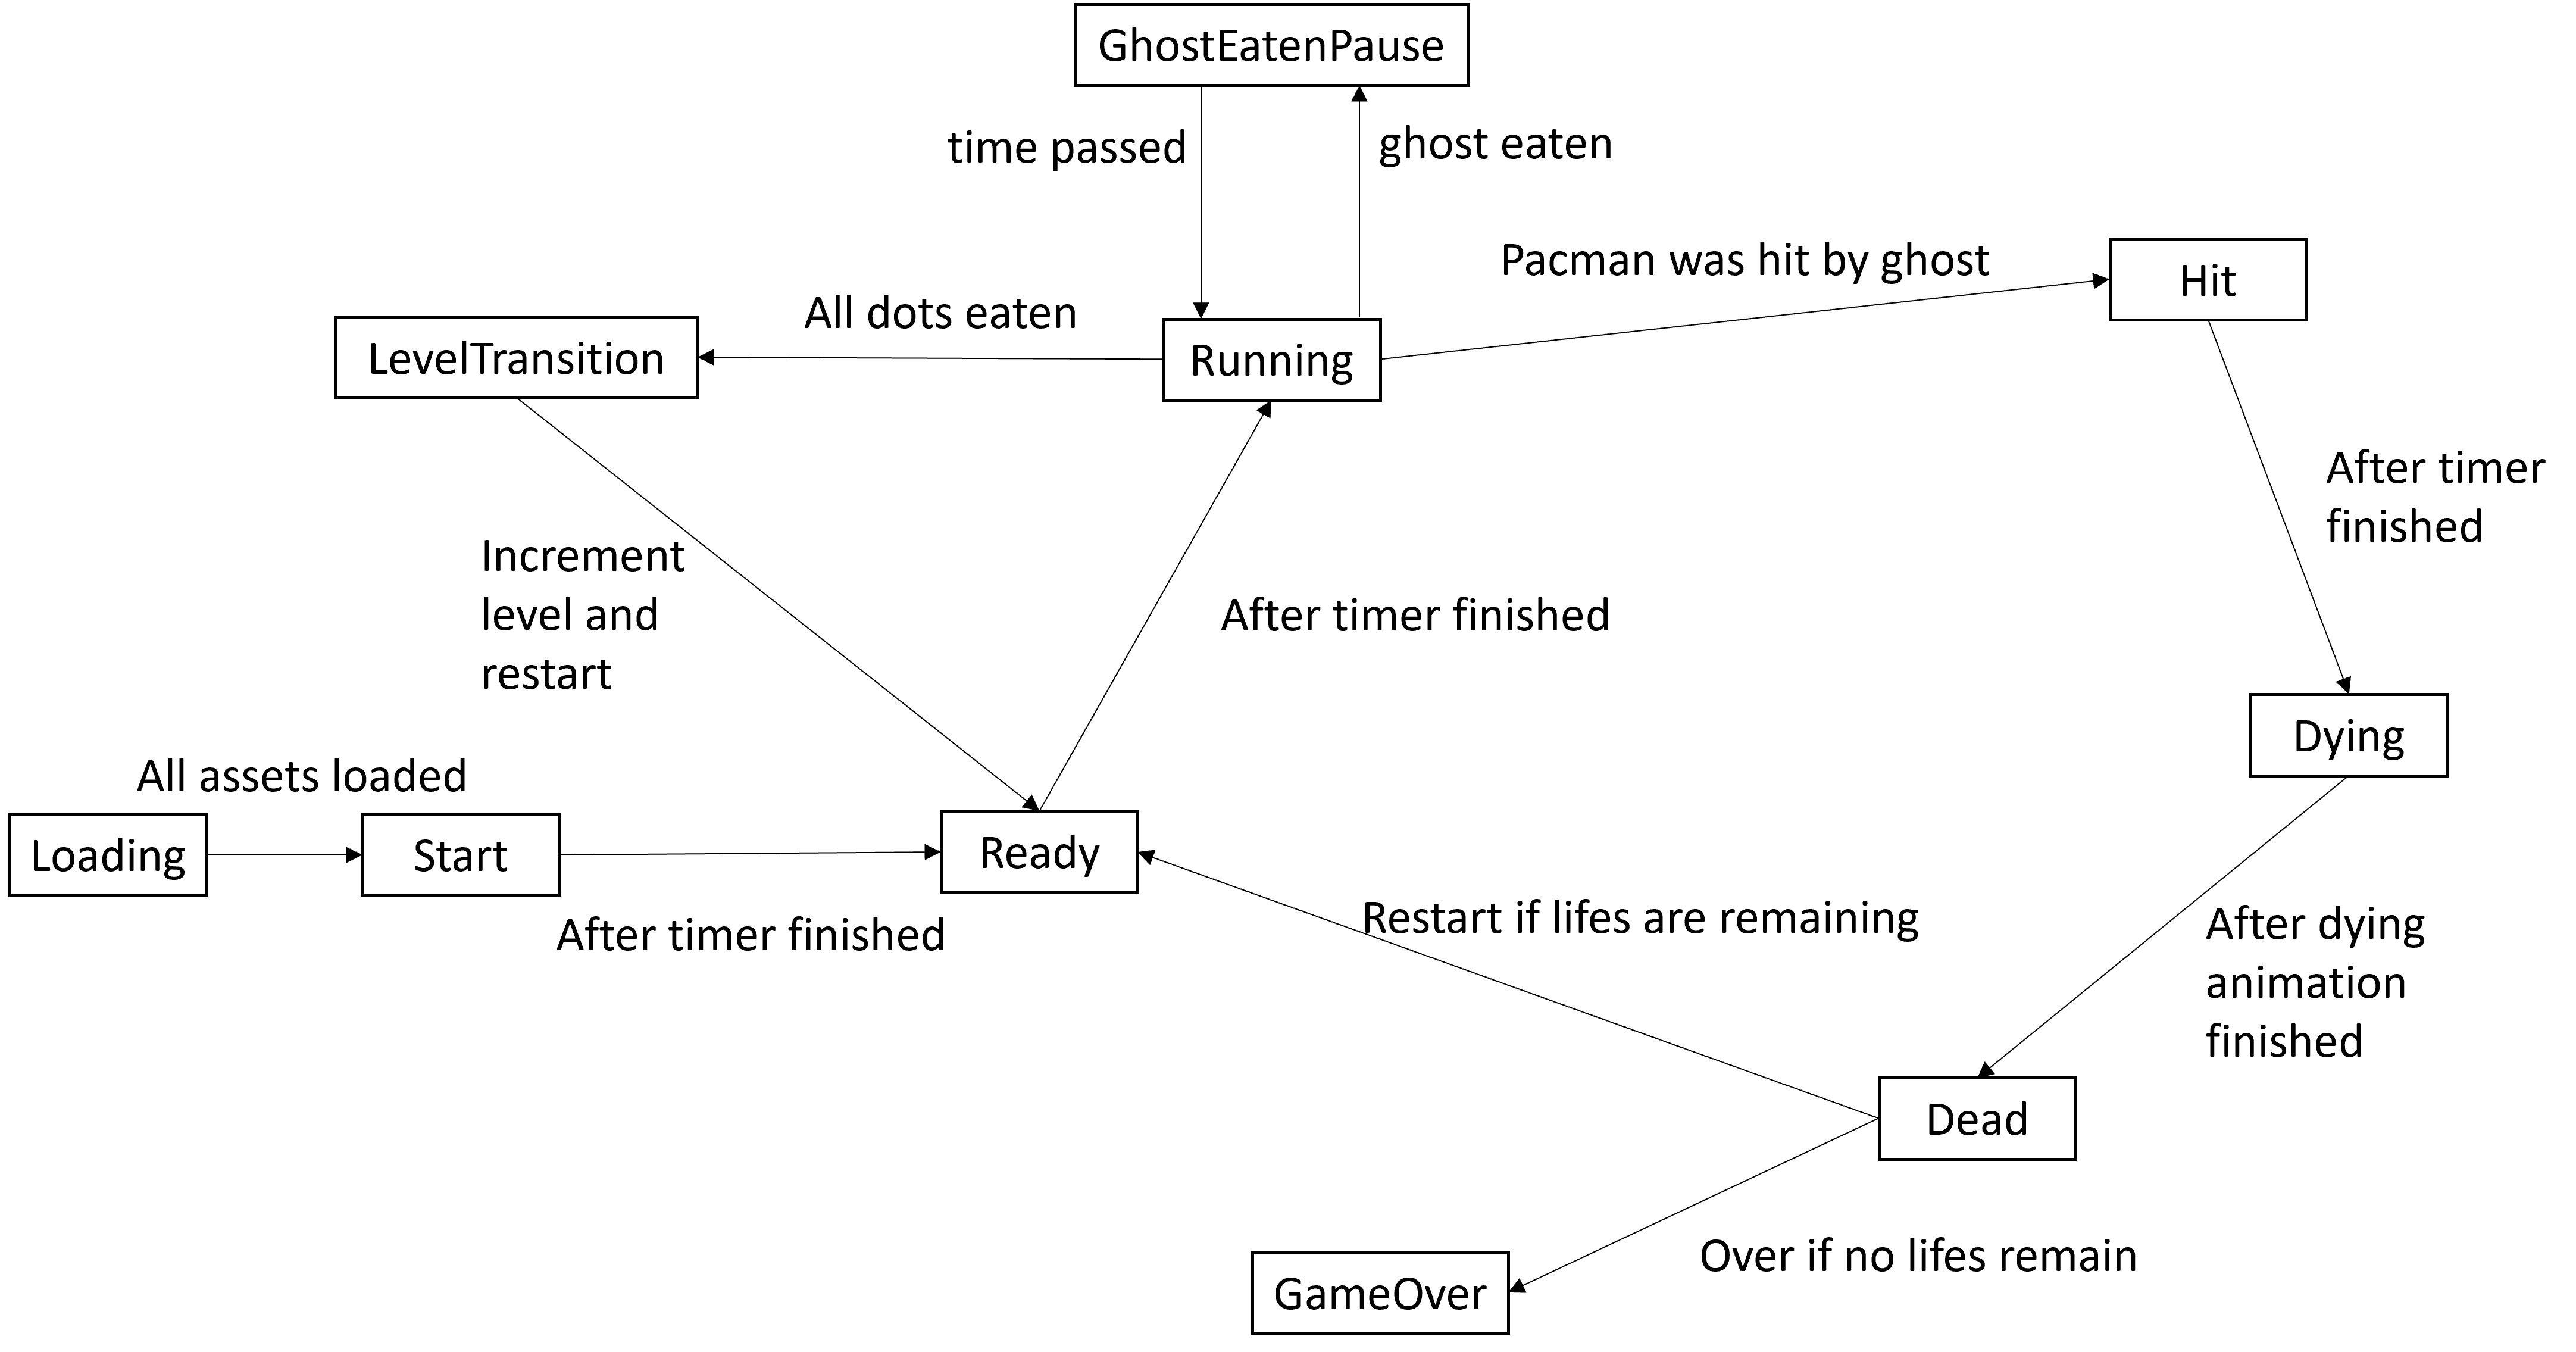 GhostEatenPause
time passed
ghost eaten
Pacman was hit by ghost
Hit
All dots eaten
LevelTransition
Running
After timer
finished
Increment
level and
restart
After timer finished
Dying
All assets loaded
Loading
Start
Ready
After timer finished
Restart if lifes are remaining
After dying
animation
finished
Dead
Over if no lifes remain
GameOver